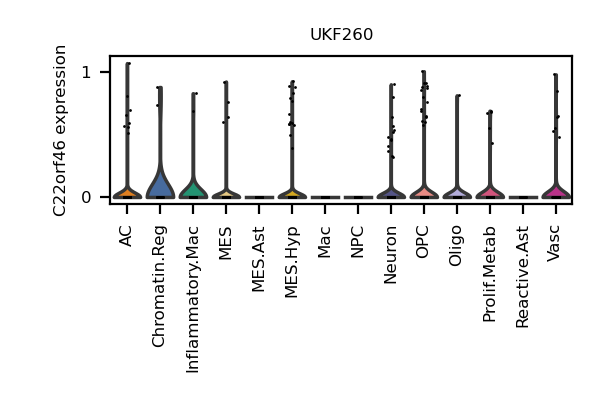 UKF260
C22orf46 expression
1
0
AC
Chromatin.Reg
Inflammatory.Mac
MES
MES.Ast
MES.Hyp
Mac
NPC
Neuron
OPC
Oligo
Prolif.Metab
Reactive.Ast
Vasc